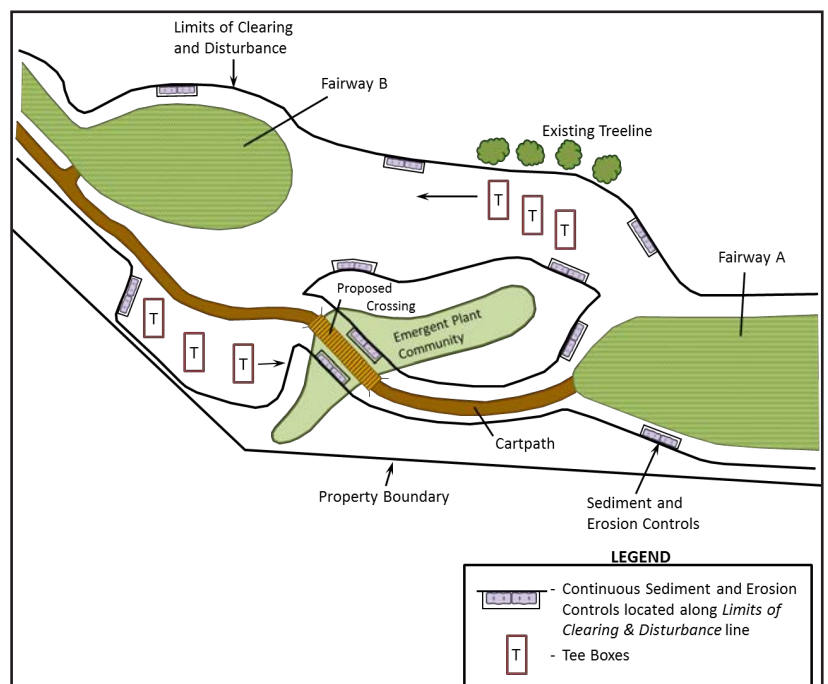 Limits of Clearing
and Disturbance
Fairway B
Existing Treeline
T
T
T
Fairway A
Proposed
Crossing
Emergent Plant
Community
T
T
T
Cartpath
Property Boundary
Sediment and
Erosion Controls
LEGEND
- Continuous Sediment and Erosion
Controls located along Limits of
Clearing & Disturbance line
T - Tee Boxes